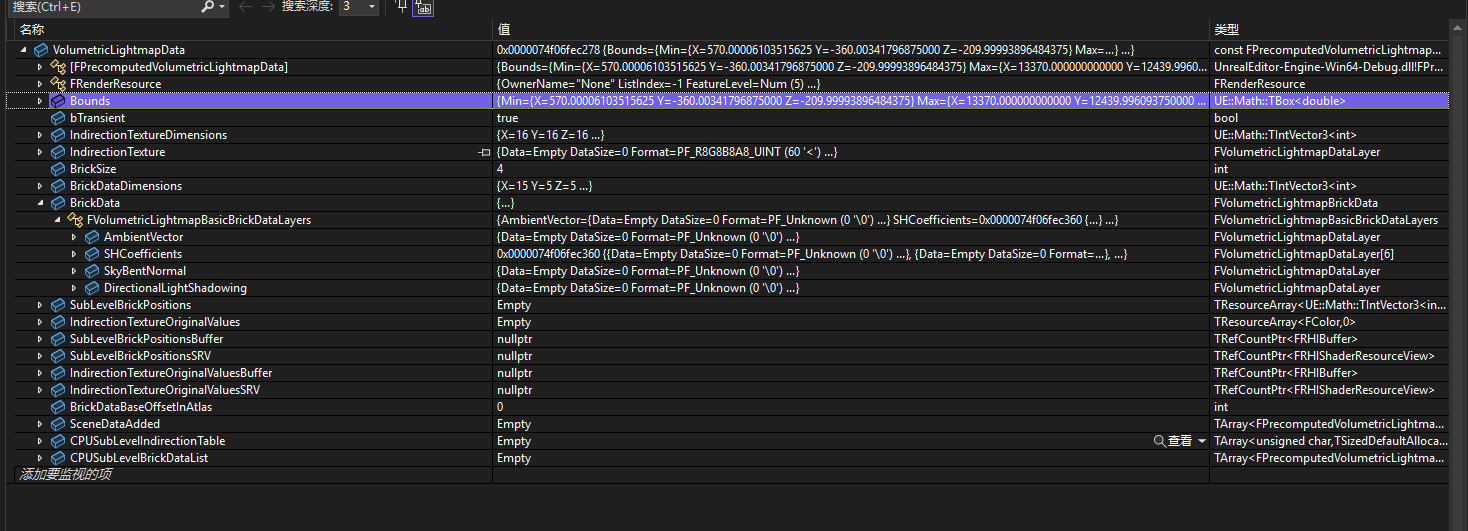 搜索(Ctrl+E) 搜索深度: 3
名称 值 类型
VolumetricLightmapData 0x0000074f06fec278 {Bounds={Min={X=570.00006103515625 Y=-360.00341796875000 Z=-209.99993896484375} Max=...} ...} const FPrecomputedVolumetricLightmap...
[FPrecomputedVolumetricLightmapData] {Bounds={Min={X=570.00006103515625 Y=-360.00341796875000 Z=-209.99993896484375} Max={X=13370.000000000000 Y=12439.9960... UnrealEditor-Engine-Win64-Debug.dll!FPr...
FRenderResource {OwnerName="None" ListIndex=-1 FeatureLevel=Num (5) ...} FRenderResource
Bounds {Min={X=570.00006103515625 Y=-360.00341796875000 Z=-209.99993896484375} Max={X=13370.000000000000 Y=12439.996093750000 ... UE::Math::TBox<double>
bTransient true bool
IndirectionTextureDimensions {X=16 Y=16 Z=16 ...} UE::Math::TIntVector3<int>
IndirectionTexture {Data=Empty DataSize=0 Format=PF_R8G8B8A8_UINT (60 '<') ...} FVolumetricLightmapDataLayer
BrickSize 4 int
BrickDataDimensions {X=15 Y=5 Z=5 ...} UE::Math::TIntVector3<int>
BrickData {...} FVolumetricLightmapBrickData
FVolumetricLightmapBasicBrickDataLayers {AmbientVector={Data=Empty DataSize=0 Format=PF_Unknown (0 '\0') ...} SHCoefficients=0x0000074f06fec360 {...} ...} FVolumetricLightmapBasicBrickDataLayers
AmbientVector {Data=Empty DataSize=0 Format=PF_Unknown (0 '\0') ...} FVolumetricLightmapDataLayer
SHCoefficients 0x0000074f06fec360 {{Data=Empty DataSize=0 Format=PF_Unknown (0 '\0') ...}, {Data=Empty DataSize=0 Format=...}, ...} FVolumetricLightmapDataLayer[6]
SkyBentNormal {Data=Empty DataSize=0 Format=PF_Unknown (0 '\0') ...} FVolumetricLightmapDataLayer
DirectionalLightShadowing {Data=Empty DataSize=0 Format=PF_Unknown (0 '\0') ...} FVolumetricLightmapDataLayer
SubLevelBrickPositions Empty TResourceArray<UE::Math::TIntVector3<in...
IndirectionTextureOriginalValues Empty TResourceArray<FColor,0>
SubLevelBrickPositionsBuffer nullptr TRefCountPtr<FRHIBuffer>
SubLevelBrickPositionsSRV nullptr TRefCountPtr<FRHIShaderResourceView>
IndirectionTextureOriginalValuesBuffer nullptr TRefCountPtr<FRHIBuffer>
IndirectionTextureOriginalValuesSRV nullptr TRefCountPtr<FRHIShaderResourceView>
BrickDataBaseOffsetInAtlas 0 int
SceneDataAdded Empty TArray<FPrecomputedVolumetricLightma...
CPUSubLevelIndirectionTable Empty 查看 TArray<unsigned char,TSizedDefaultAlloca...
CPUSubLevelBrickDataList Empty TArray<FPrecomputedVolumetricLightma...
添加要监视的项